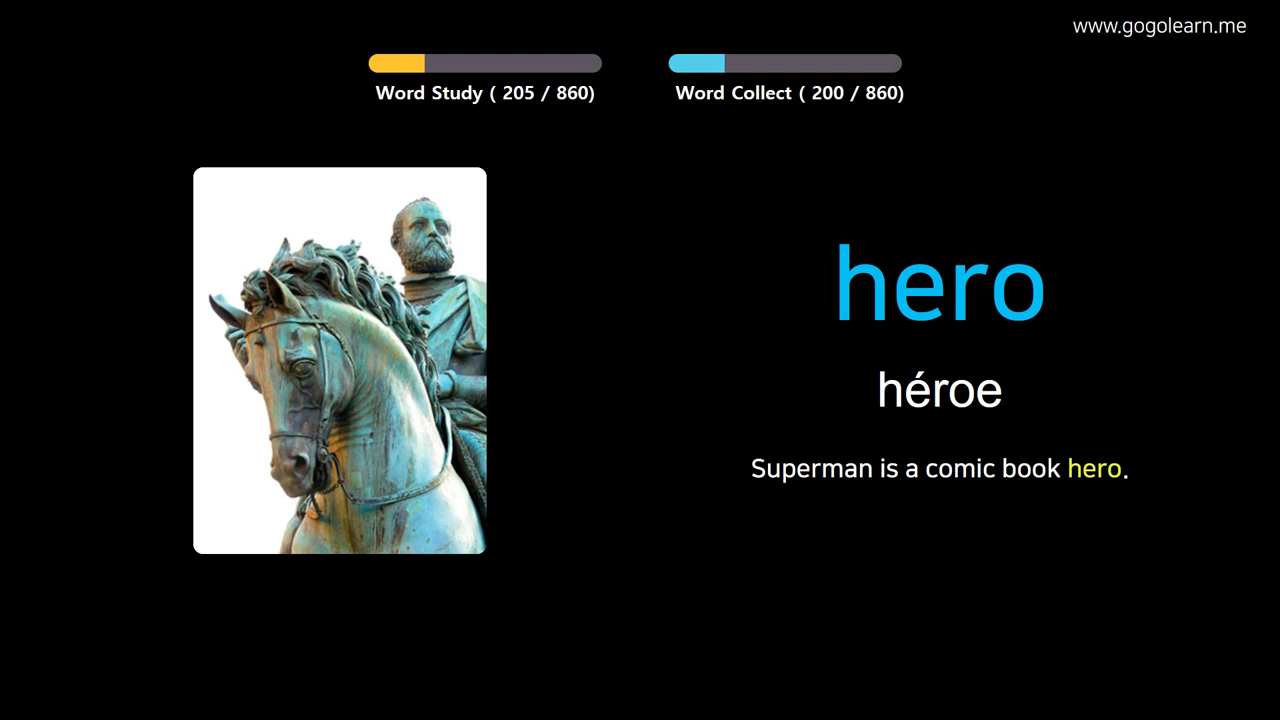 www.gogolearn.me
Word Study ( 205 / 860)
Word Collect ( 200 / 860)
hero
héroe
Superman is a comic book hero.